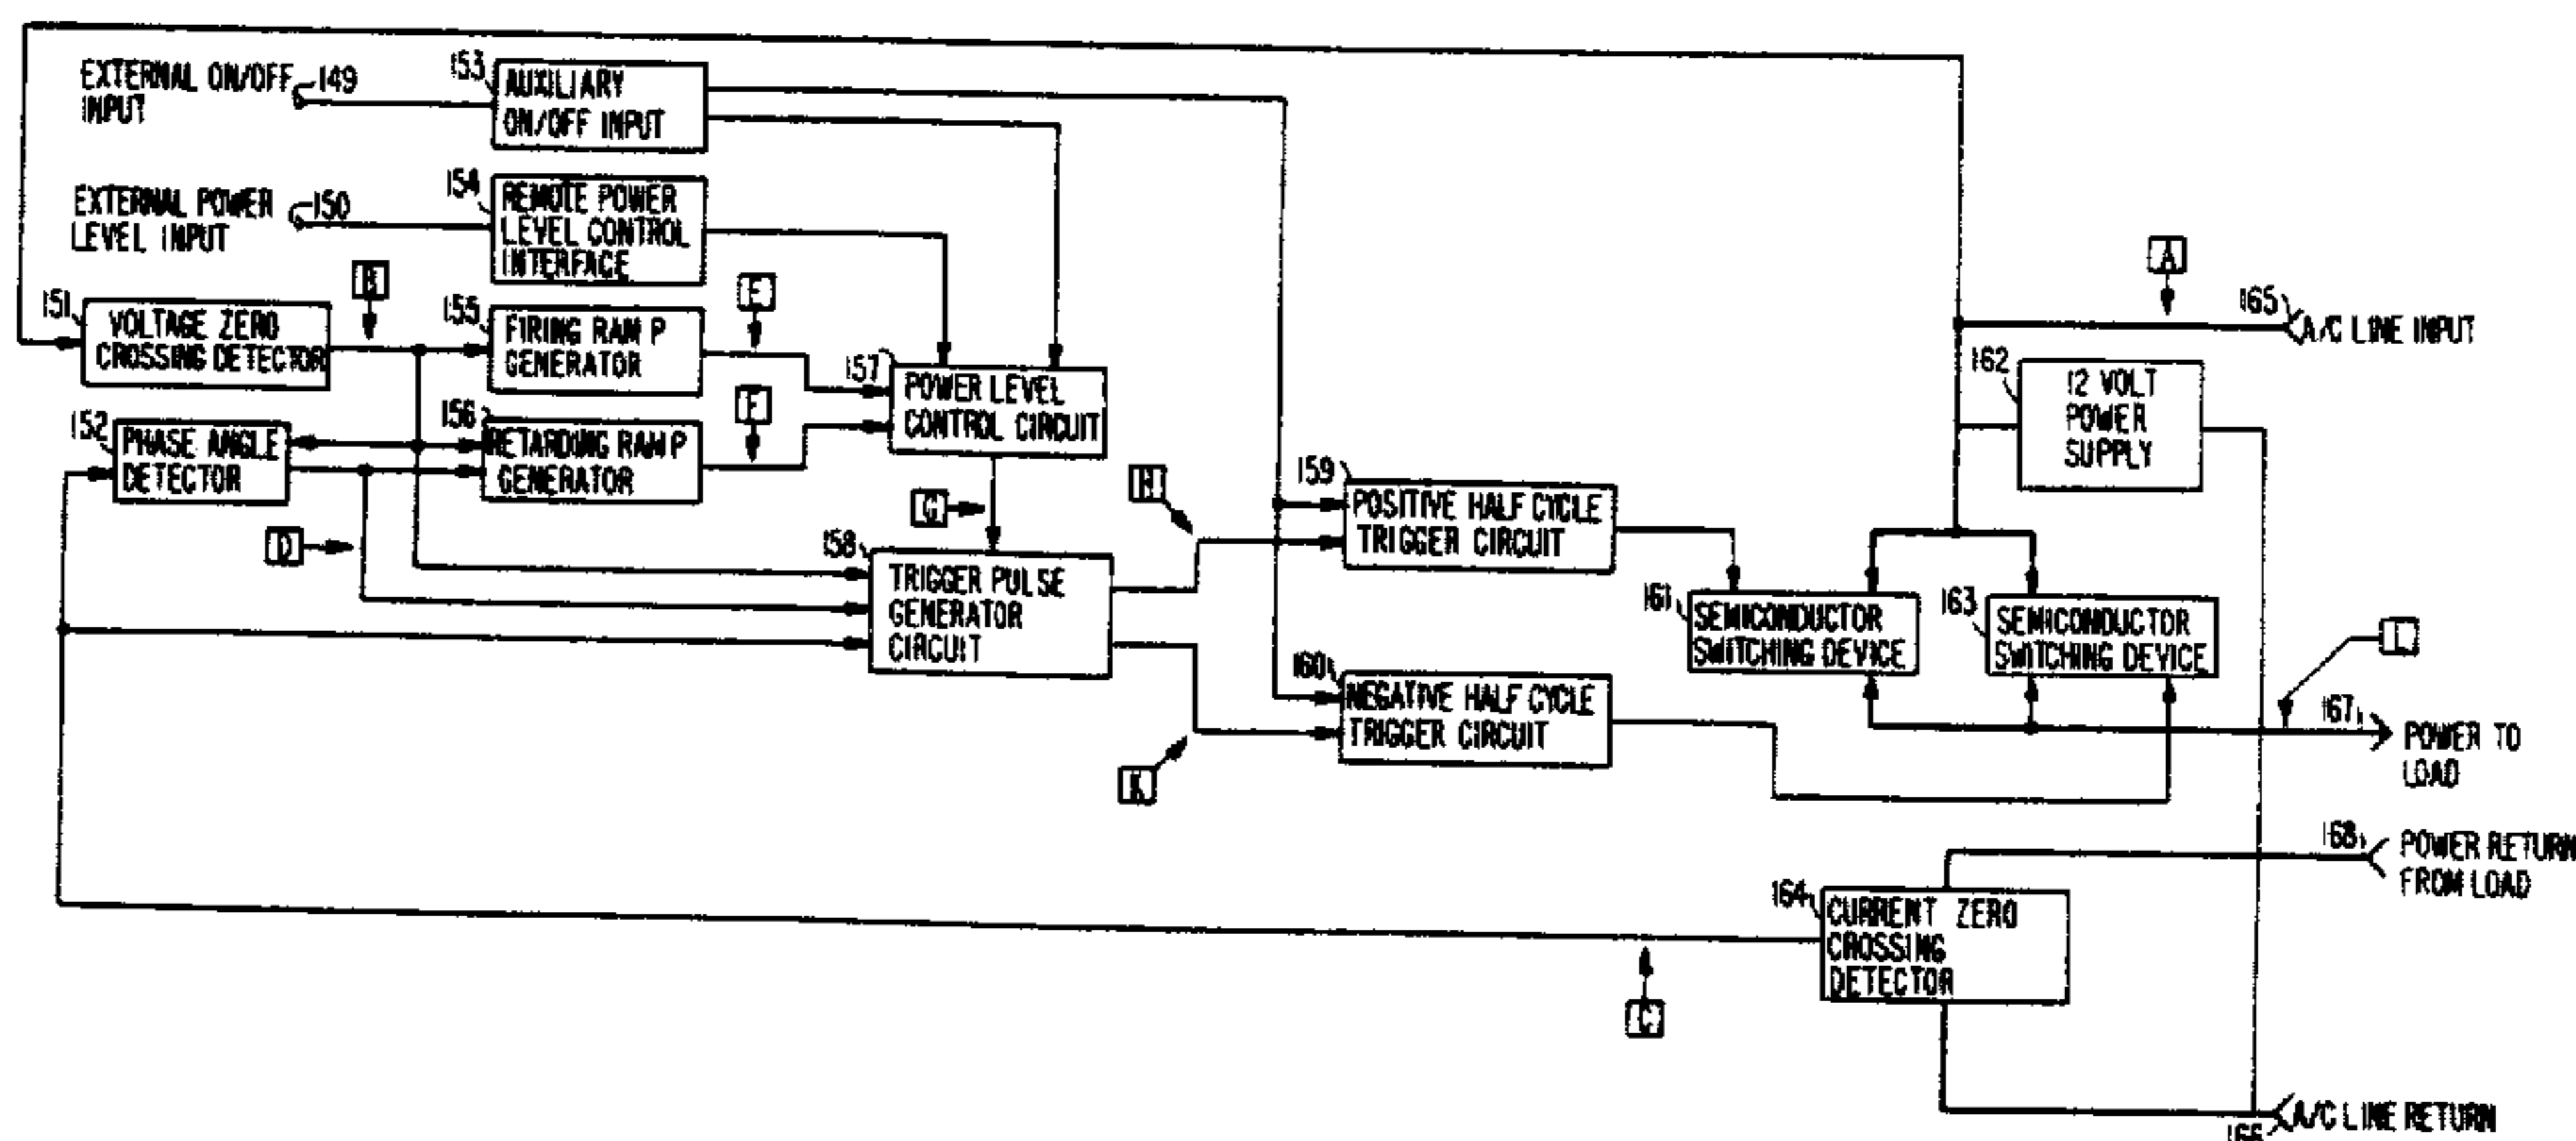 EXTERNAL ON/OFF
INPUT
149
153
AUXILIARY
ON/OFF INPUT
EXTERNAL POWER
LEVEL INPUT
150
154
REMOTE POWER
LEVEL CONTROL
INTERFACE
A
165
A/C LINE INPUT
151
VOLTAGE ZERO
CROSSING DETECTOR
B
155
FIRING RAMP
GENERATOR
E
157
POWER LEVEL
CONTROL CIRCUIT
162
12 VOLT
POWER
SUPPLY
152
PHASE ANGLE
DETECTOR
156
RETARDING RAMP
GENERATOR
F
D
G
H
159
POSITIVE HALF CYCLE
TRIGGER CIRCUIT
158
TRIGGER PULSE
GENERATOR
CIRCUIT
161
SEMICONDUCTOR
SWITCHING DEVICE
163
SEMICONDUCTOR
SWITCHING DEVICE
L
160
NEGATIVE HALF CYCLE
TRIGGER CIRCUIT
K
167
POWER TO
LOAD
168
POWER RETURN
FROM LOAD
164
CURRENT ZERO
CROSSING
DETECTOR
C
166
A/C LINE RETURN